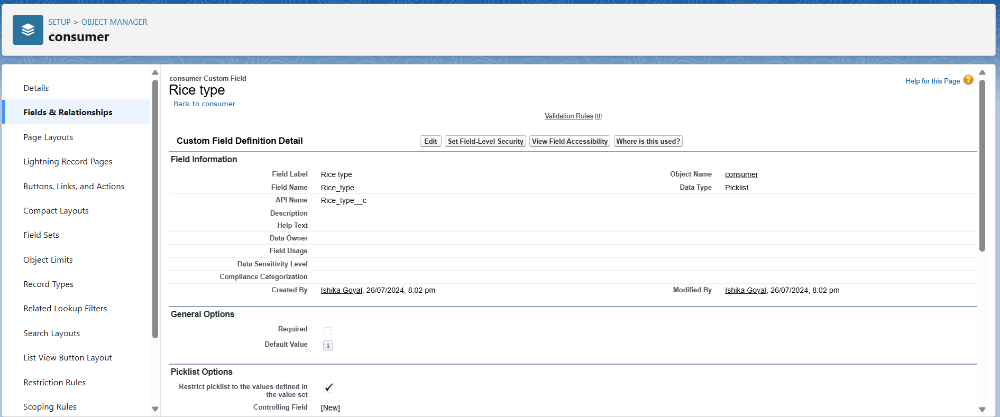 SETUP > OBJECT MANAGER
consumer
Details
Fields & Relationships
Page Layouts
Lightning Record Pages
Buttons, Links, and Actions
Compact Layouts
Field Sets
Object Limits
Record Types
Related Lookup Filters
Search Layouts
List View Button Layout
Restriction Rules
Scoping Rules
consumer Custom Field
Rice type
Back to consumer
Help for this Page ?
Validation Rules [0]
Custom Field Definition Detail Edit Set Field-Level Security View Field Accessibility Where is this used?
Field Information
Field Label Rice type Object Name consumer
Field Name Rice_type Data Type Picklist
API Name Rice_type__c
Description
Help Text
Data Owner
Field Usage
Data Sensitivity Level
Compliance Categorization
Created By Ishika Goyal, 26/07/2024, 8:02 pm Modified By Ishika Goyal, 26/07/2024, 8:02 pm
General Options
Required
Default Value i
Picklist Options
Restrict picklist to the values defined in
the value set
Controlling Field [New]